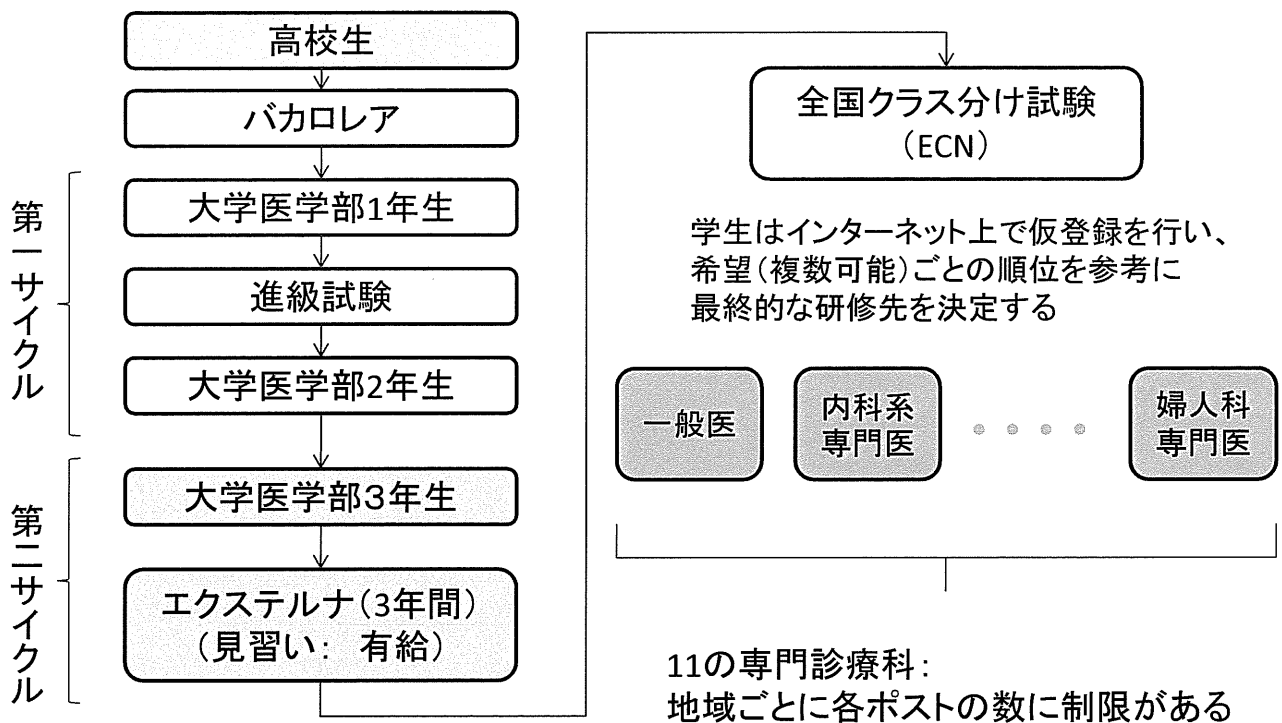 高校生
バカロレア
第一サイクル
大学医学部1年生
進級試験
大学医学部2年生
第二サイクル
大学医学部３年生
エクステルナ（3年間）
（見習い： 有給）
全国クラス分け試験
（ECN）
学生はインターネット上で仮登録を行い、
希望（複数可能）ごとの順位を参考に
最終的な研修先を決定する
一般医
内科系
専門医
婦人科
専門医
11の専門診療科：
地域ごとに各ポストの数に制限がある